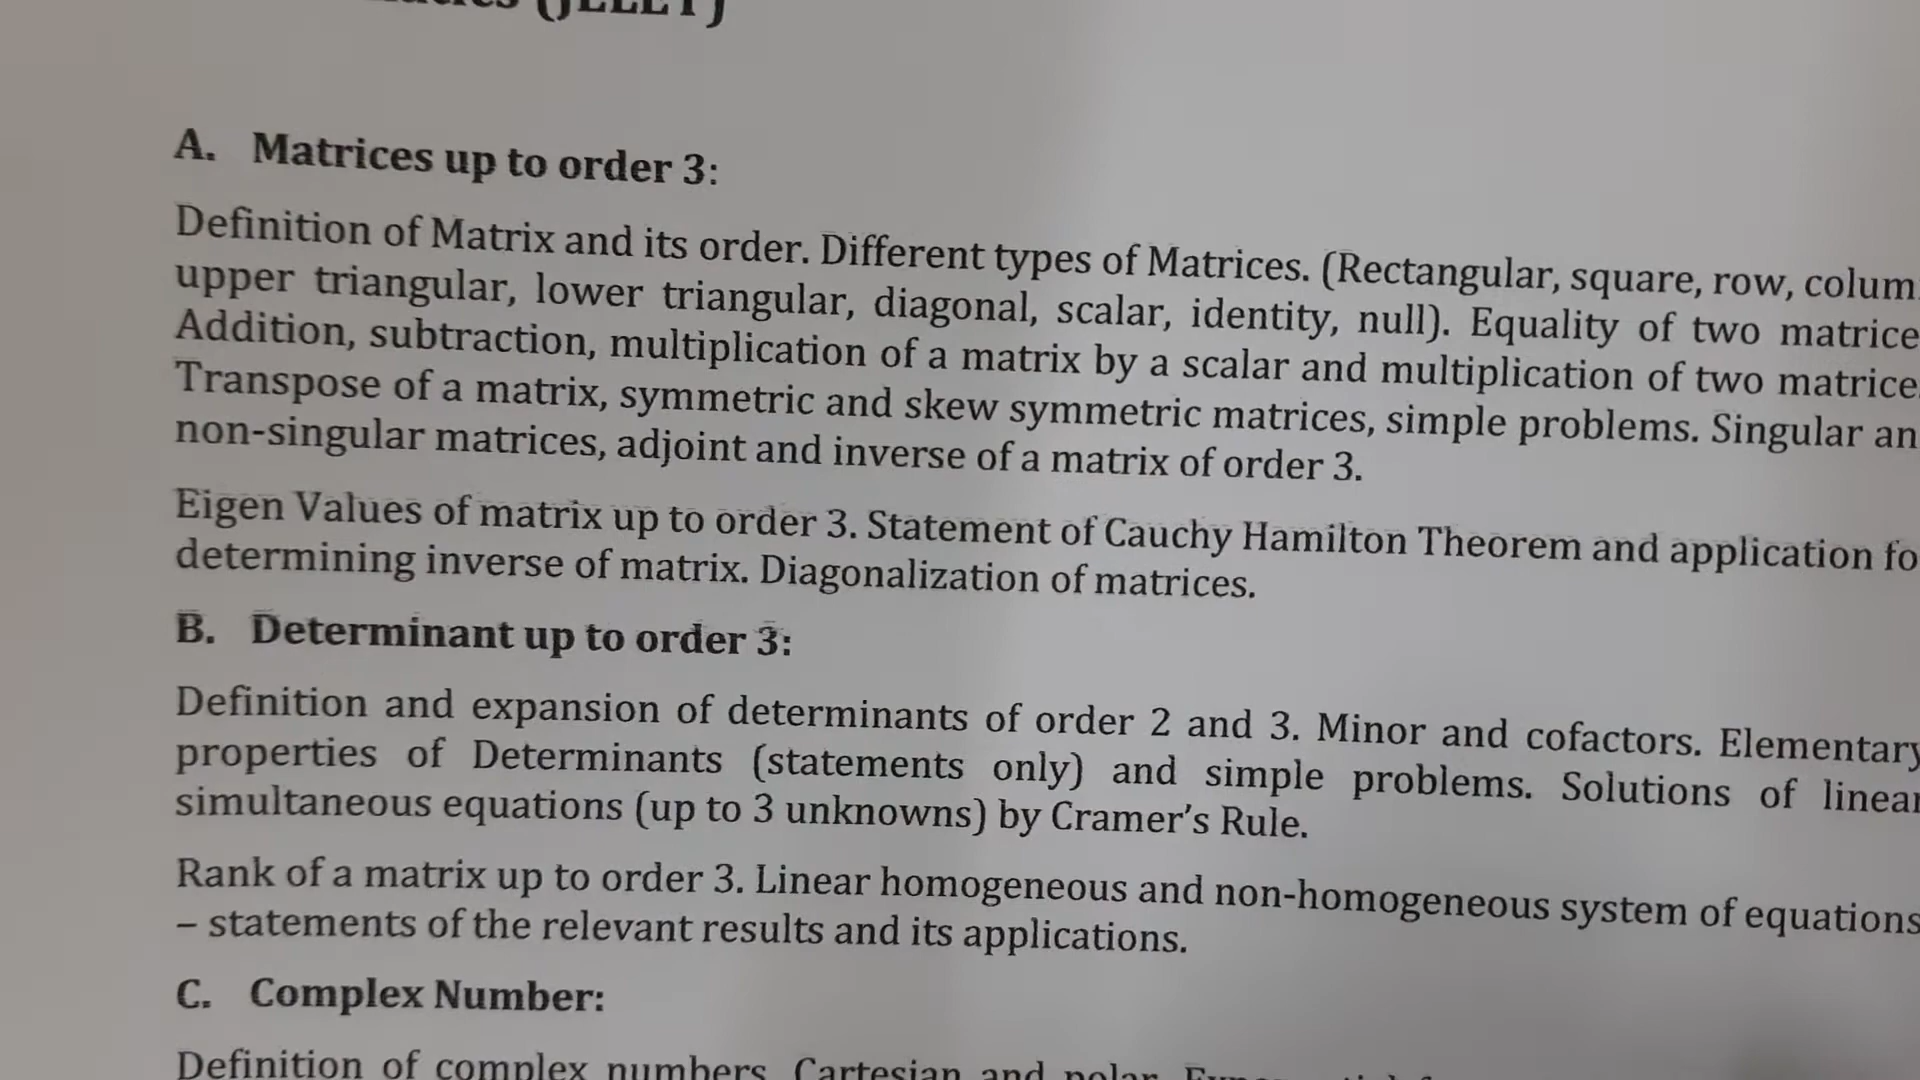 (JELET)
A. Matrices up to order 3:
Definition of Matrix and its order. Different types of Matrices. (Rectangular, square, row, colum
upper triangular, lower triangular, diagonal, scalar, identity, null). Equality of two matrice
Addition, subtraction, multiplication of a matrix by a scalar and multiplication of two matrice
Transpose of a matrix, symmetric and skew symmetric matrices, simple problems. Singular an
non-singular matrices, adjoint and inverse of a matrix of order 3.
Eigen Values of matrix up to order 3. Statement of Cauchy Hamilton Theorem and application fo
determining inverse of matrix. Diagonalization of matrices.
B. Determinant up to order 3:
Definition and expansion of determinants of order 2 and 3. Minor and cofactors. Elementary
properties of Determinants (statements only) and simple problems. Solutions of linear
simultaneous equations (up to 3 unknowns) by Cramer's Rule.
Rank of a matrix up to order 3. Linear homogeneous and non-homogeneous system of equations
– statements of the relevant results and its applications.
C. Complex Number:
Definition of complex numbers, Cartesian and polar,